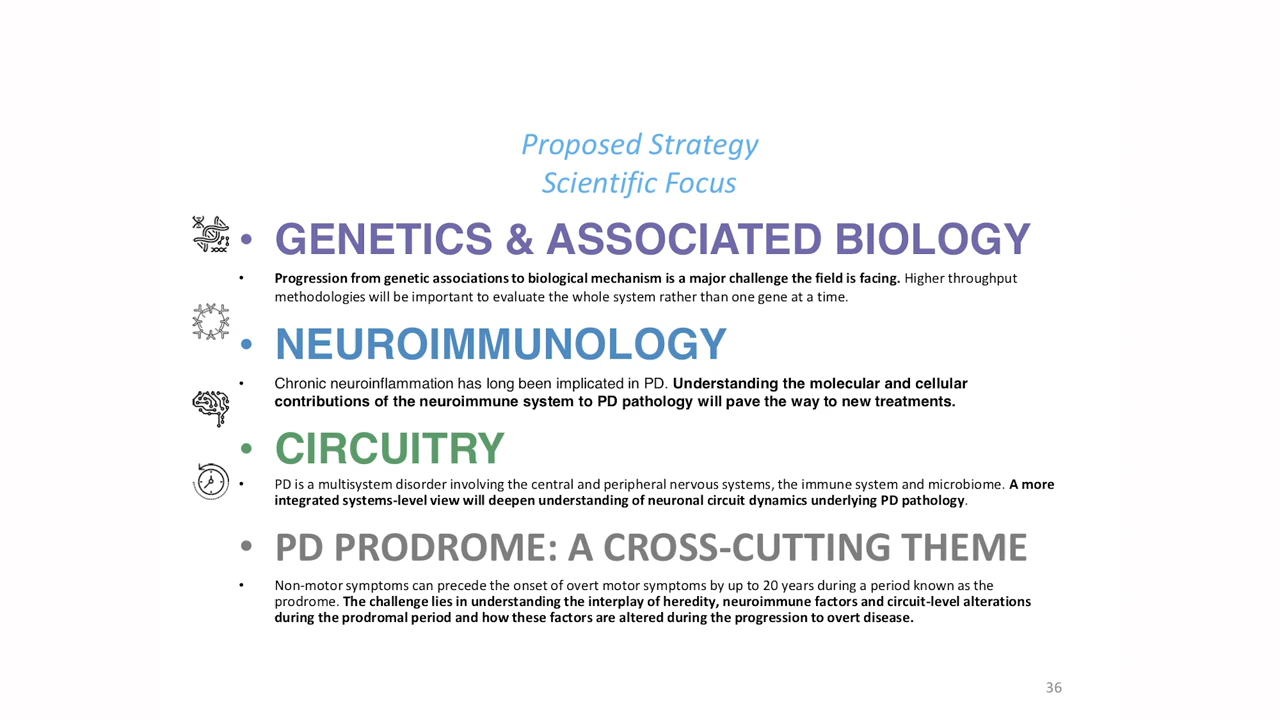 Proposed Strategy
Scientific Focus
• GENETICS & ASSOCIATED BIOLOGY
• Progression from genetic associations to biological mechanism is a major challenge the field is facing. Higher throughput
methodologies will be important to evaluate the whole system rather than one gene at a time.
• NEUROIMMUNOLOGY
• Chronic neuroinflammation has long been implicated in PD. Understanding the molecular and cellular
contributions of the neuroimmune system to PD pathology will pave the way to new treatments.
• CIRCUITRY
• PD is a multisystem disorder involving the central and peripheral nervous systems, the immune system and microbiome. A more
integrated systems-level view will deepen understanding of neuronal circuit dynamics underlying PD pathology.
• PD PRODROME: A CROSS-CUTTING THEME
• Non-motor symptoms can precede the onset of overt motor symptoms by up to 20 years during a period known as the
prodrome. The challenge lies in understanding the interplay of heredity, neuroimmune factors and circuit-level alterations
during the prodromal period and how these factors are altered during the progression to overt disease.
36